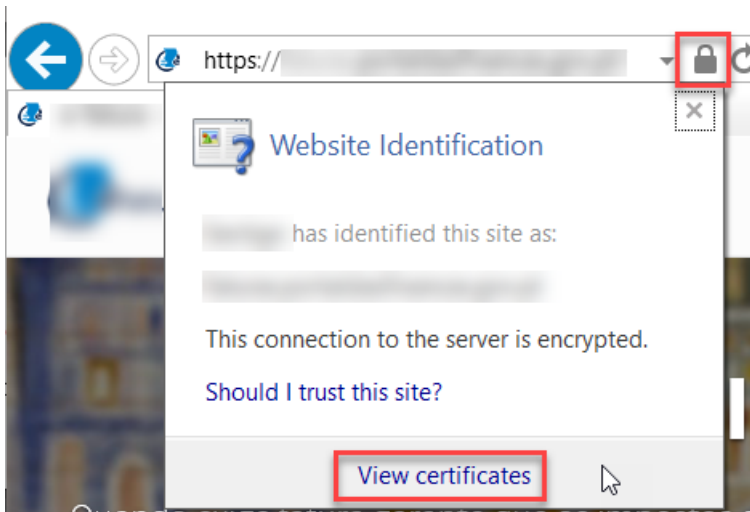 https://
Website Identification
has identified this site as:
This connection to the server is encrypted.
Should I trust this site?
View certificates